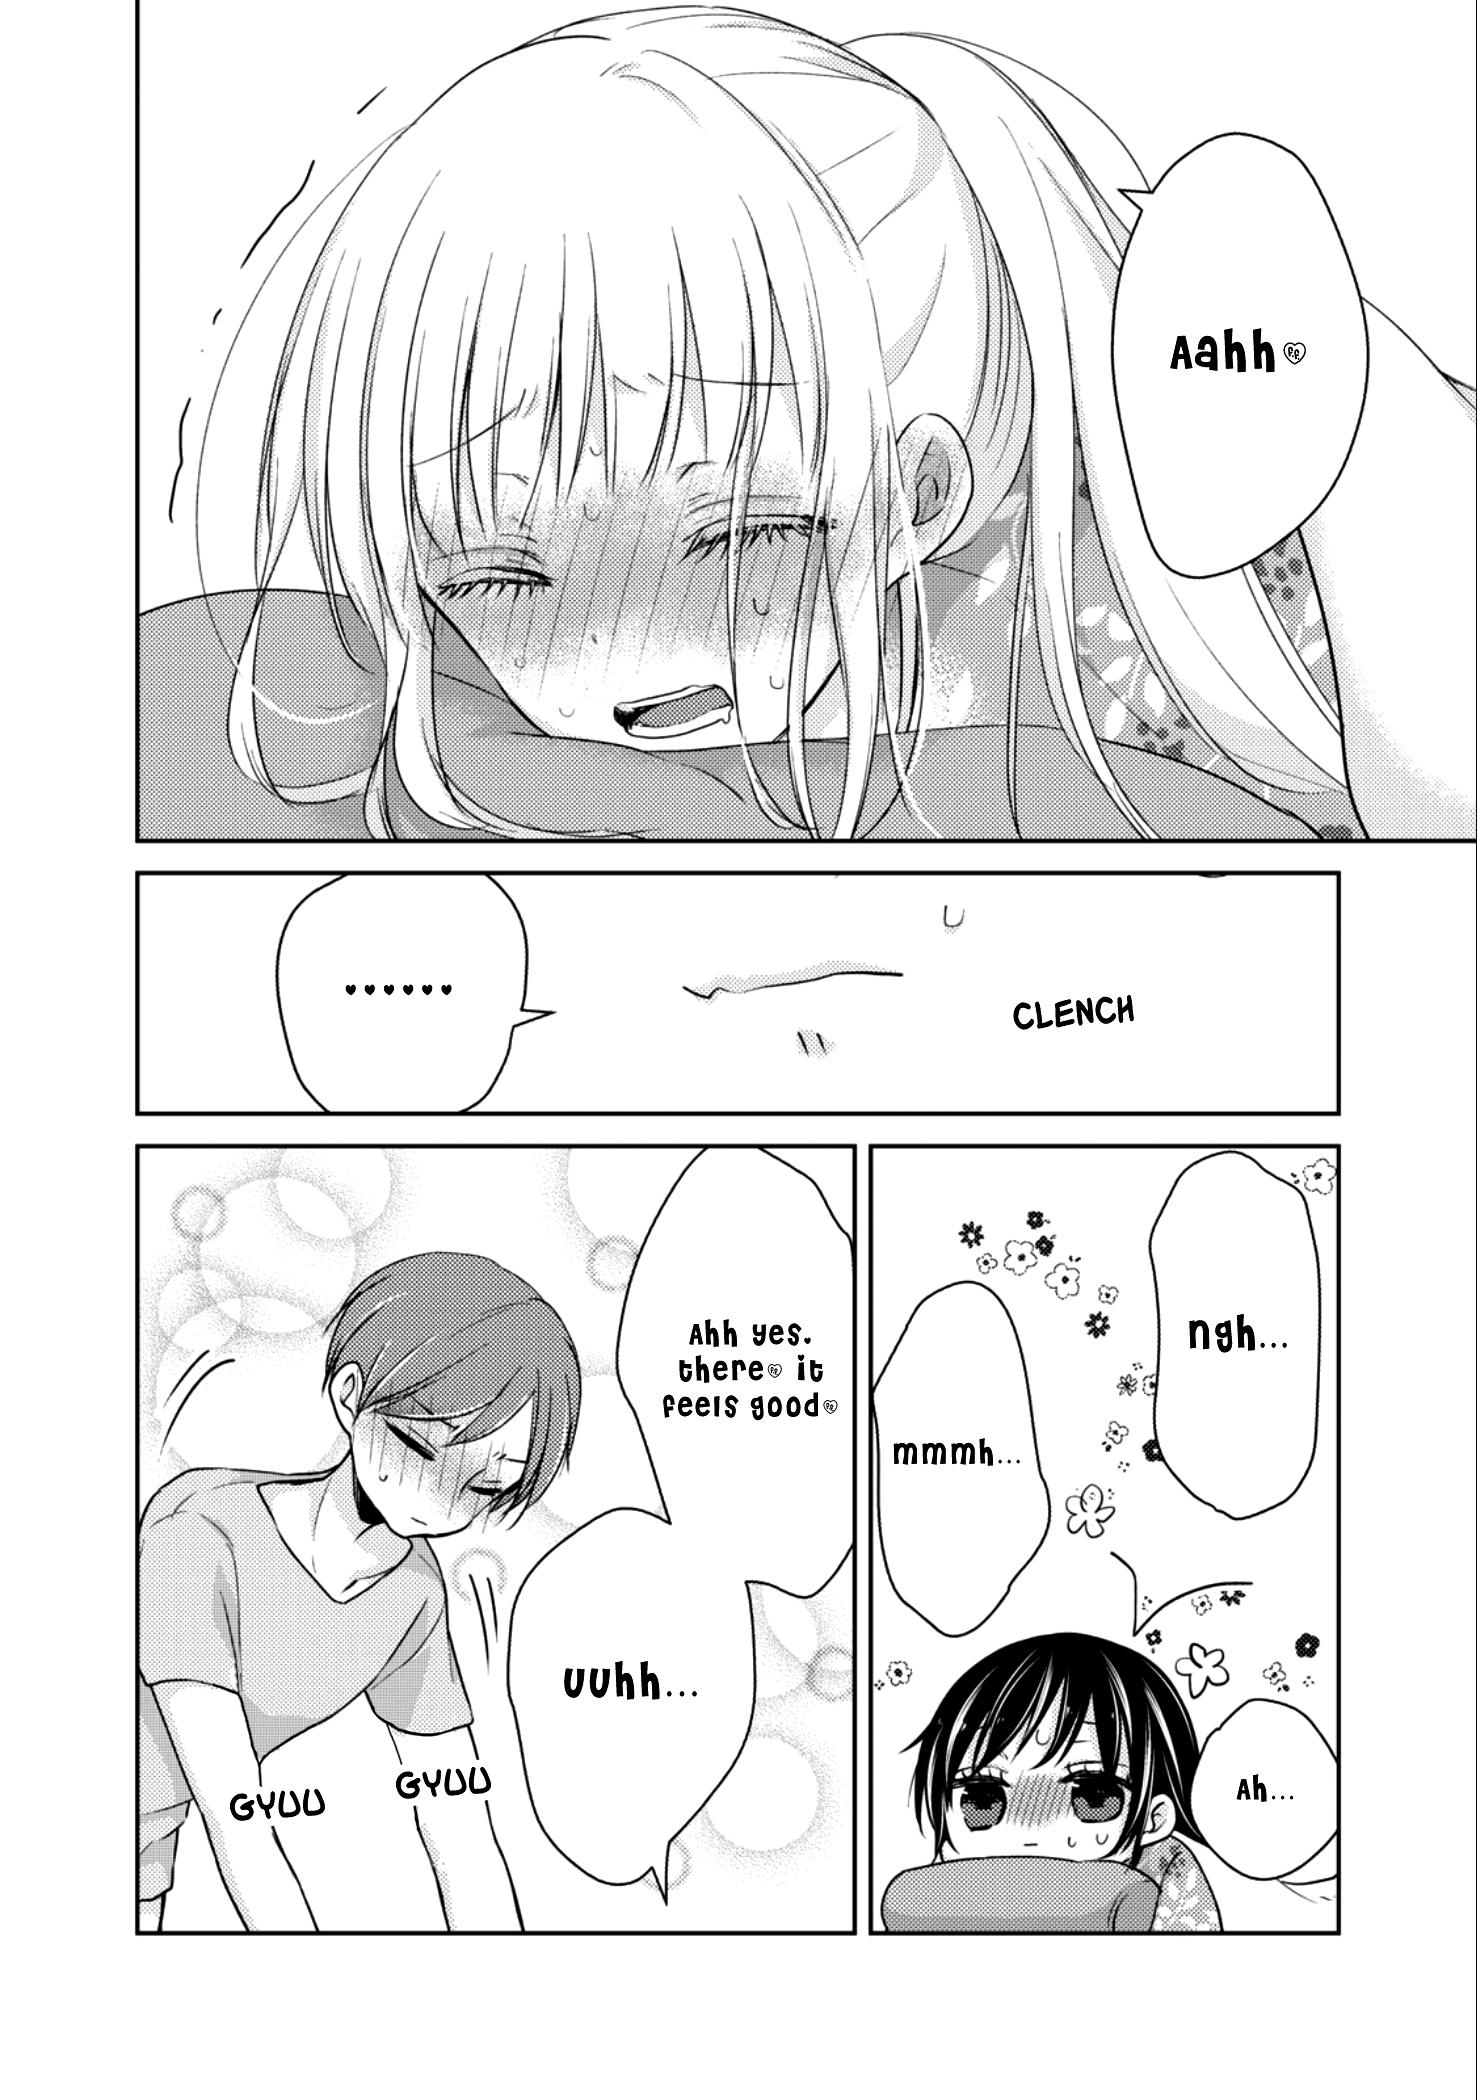 Aahh♡
♥♥♥♥♥♥
CLENCH
ngh...
mmmh...
Ah...
Ahh yes.
there♡ it
feels good♡
uuhh...
GYUU
GYUU